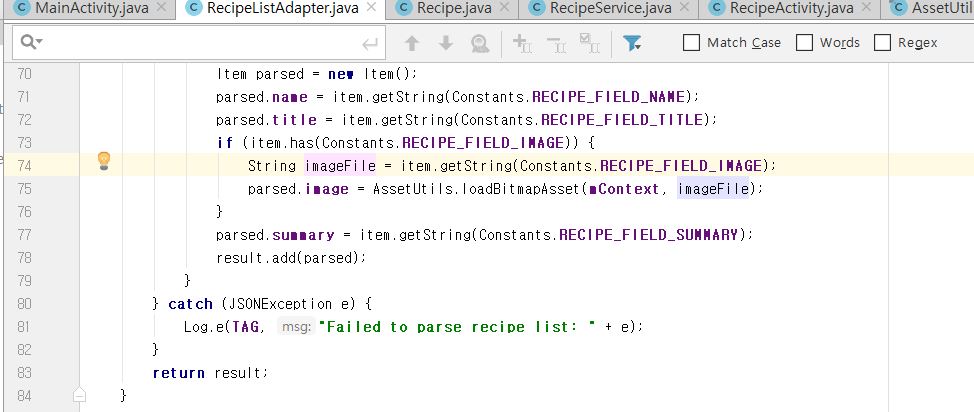 MainActivity.java RecipeListAdapter.java Recipe.java RecipeService.java RecipeActivity.java AssetUtil
Match Case Words Regex
70 Item parsed = new Item();
71 parsed.name = item.getString(Constants.RECIPE_FIELD_NAME);
72 parsed.title = item.getString(Constants.RECIPE_FIELD_TITLE);
73 if (item.has(Constants.RECIPE_FIELD_IMAGE)) {
74 String imageFile = item.getString(Constants.RECIPE_FIELD_IMAGE);
75 parsed.image = AssetUtils.loadBitmapAsset(mContext, imageFile);
76 }
77 parsed.summary = item.getString(Constants.RECIPE_FIELD_SUMMARY);
78 result.add(parsed);
79 }
80 } catch (JSONException e) {
81 Log.e(TAG, msg: "Failed to parse recipe list: " + e);
82 }
83 return result;
84 }